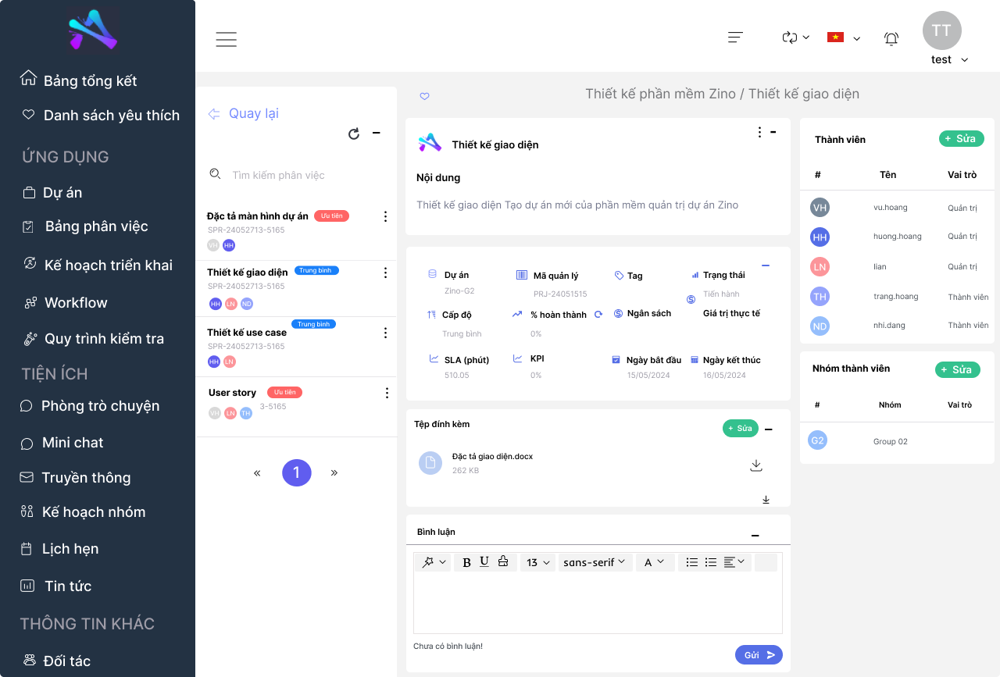 Bảng tổng kết
Danh sách yêu thích
ỨNG DỤNG
Dự án
Bảng phân việc
Kế hoạch triển khai
Workflow
Quy trình kiểm tra
TIỆN ÍCH
Phòng trò chuyện
Mini chat
Truyền thông
Kế hoạch nhóm
Lịch hẹn
Tin tức
THÔNG TIN KHÁC
Đối tác
TT
test
Quay lại
Tìm kiếm phân việc
Đặc tả màn hình dự án Ưu tiên
SPR-24052713-5165
VH HH
Thiết kế giao diện Trung bình
SPR-24052713-5165
HH LN ND
Trung bình
Thiết kế use case
SPR-24052713-5165
HH LN
User story Ưu tiên
3-5165
VH LN TH
« 1 »
Thiết kế phần mềm Zino / Thiết kế giao diện
Thiết kế giao diện
Nội dung
Thiết kế giao diện Tạo dự án mới của phần mềm quản trị dự án Zino
Dự án Mã quản lý Tag Trạng thái
Zino-G2 PRJ-24051515 Tiến hành
Cấp độ % hoàn thành Ngân sách Giá trị thực tế
Trung bình 0%
SLA (phút) KPI Ngày bắt đầu Ngày kết thúc
510.05 0% 15/05/2024 16/05/2024
Tệp đính kèm + Sửa
Đặc tả giao diện.docx
262 KB
Bình luận
B U 13 sans-serif A
Chưa có bình luận!
Gửi
Thành viên + Sửa
# Tên Vai trò
VH vu.hoang Quản trị
HH huong.hoang Quản trị
LN lian Quản trị
TH trang.hoang Thành viên
ND nhi.dang Thành viên
Nhóm thành viên + Sửa
# Nhóm Vai trò
G2 Group 02